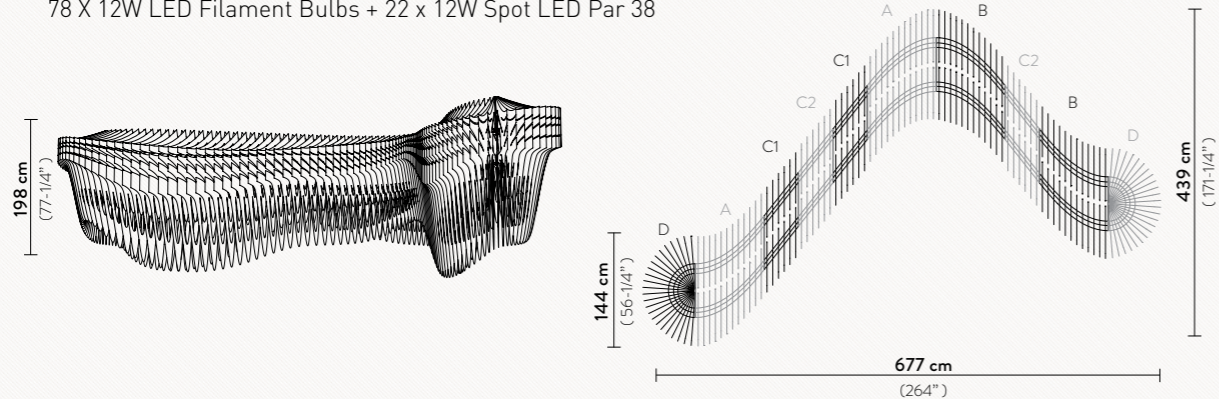 78 X 12W LED Filament Bulbs + 22 x 12W Spot LED Par 38
198 cm
(77-1/4")
D
A
C1
C2
C1
A
B
C2
B
D
144 cm
( 56-1/4")
439 cm
( 171-1/4")
677 cm
(264")